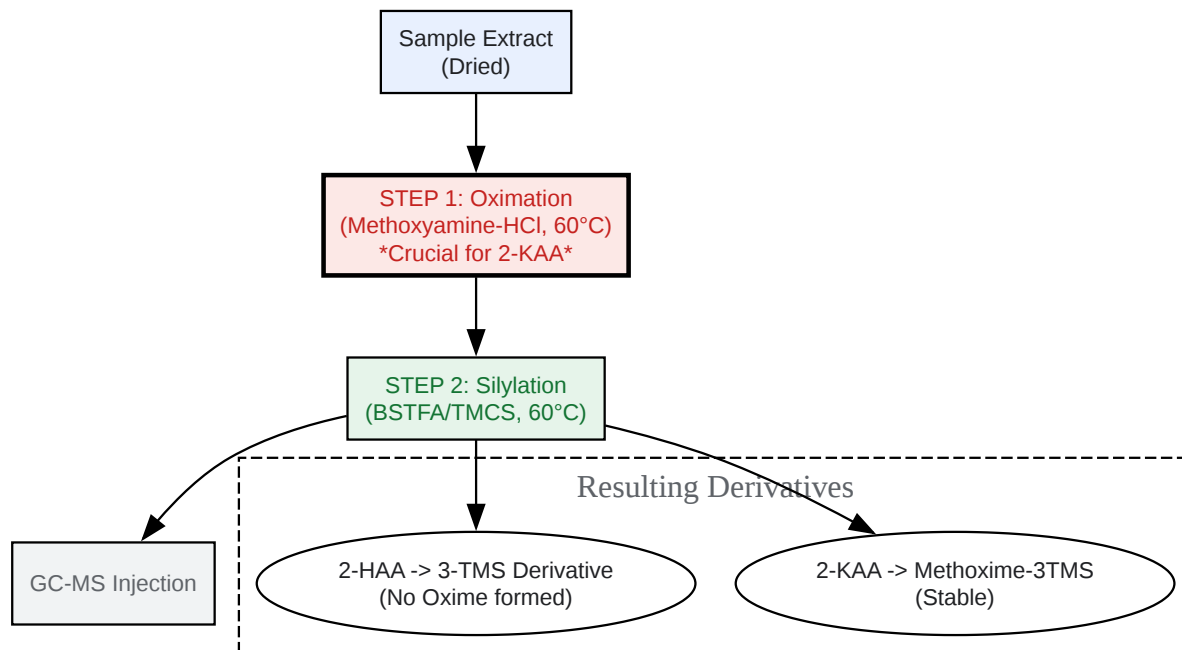 Sample Extract
(Dried)
STEP 1: Oximation
(Methoxyamine-HCl, 60°C)
*Crucial for 2-KAA*
STEP 2: Silylation
(BSTFA/TMCS, 60°C)
Resulting Derivatives
GC-MS Injection
2-HAA -> 3-TMS Derivative
(No Oxime formed)
2-KAA -> Methoxime-3TMS
(Stable)